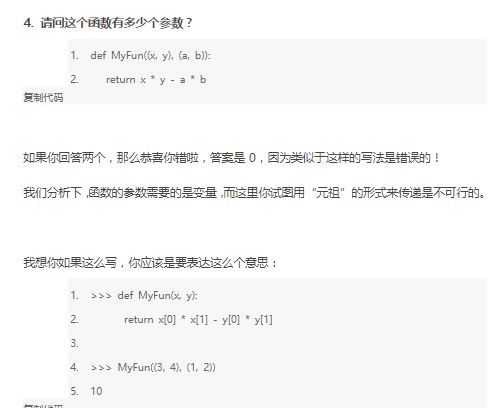 4. 请问这个函数有多少个参数？
1. def MyFun((x, y), (a, b)):
2. return x * y - a * b
复制代码
如果你回答两个，那么恭喜你错啦，答案是 0，因为类似于这样的写法是错误的！
我们分析下，函数的参数需要的是变量，而这里你试图用“元祖”的形式来传递是不可行的。
我想你如果这么写，你应该是要表达这么个意思：
1. >>> def MyFun(x, y):
2. return x[0] * x[1] - y[0] * y[1]
3.
4. >>> MyFun((3, 4), (1, 2))
5. 10
复制代码